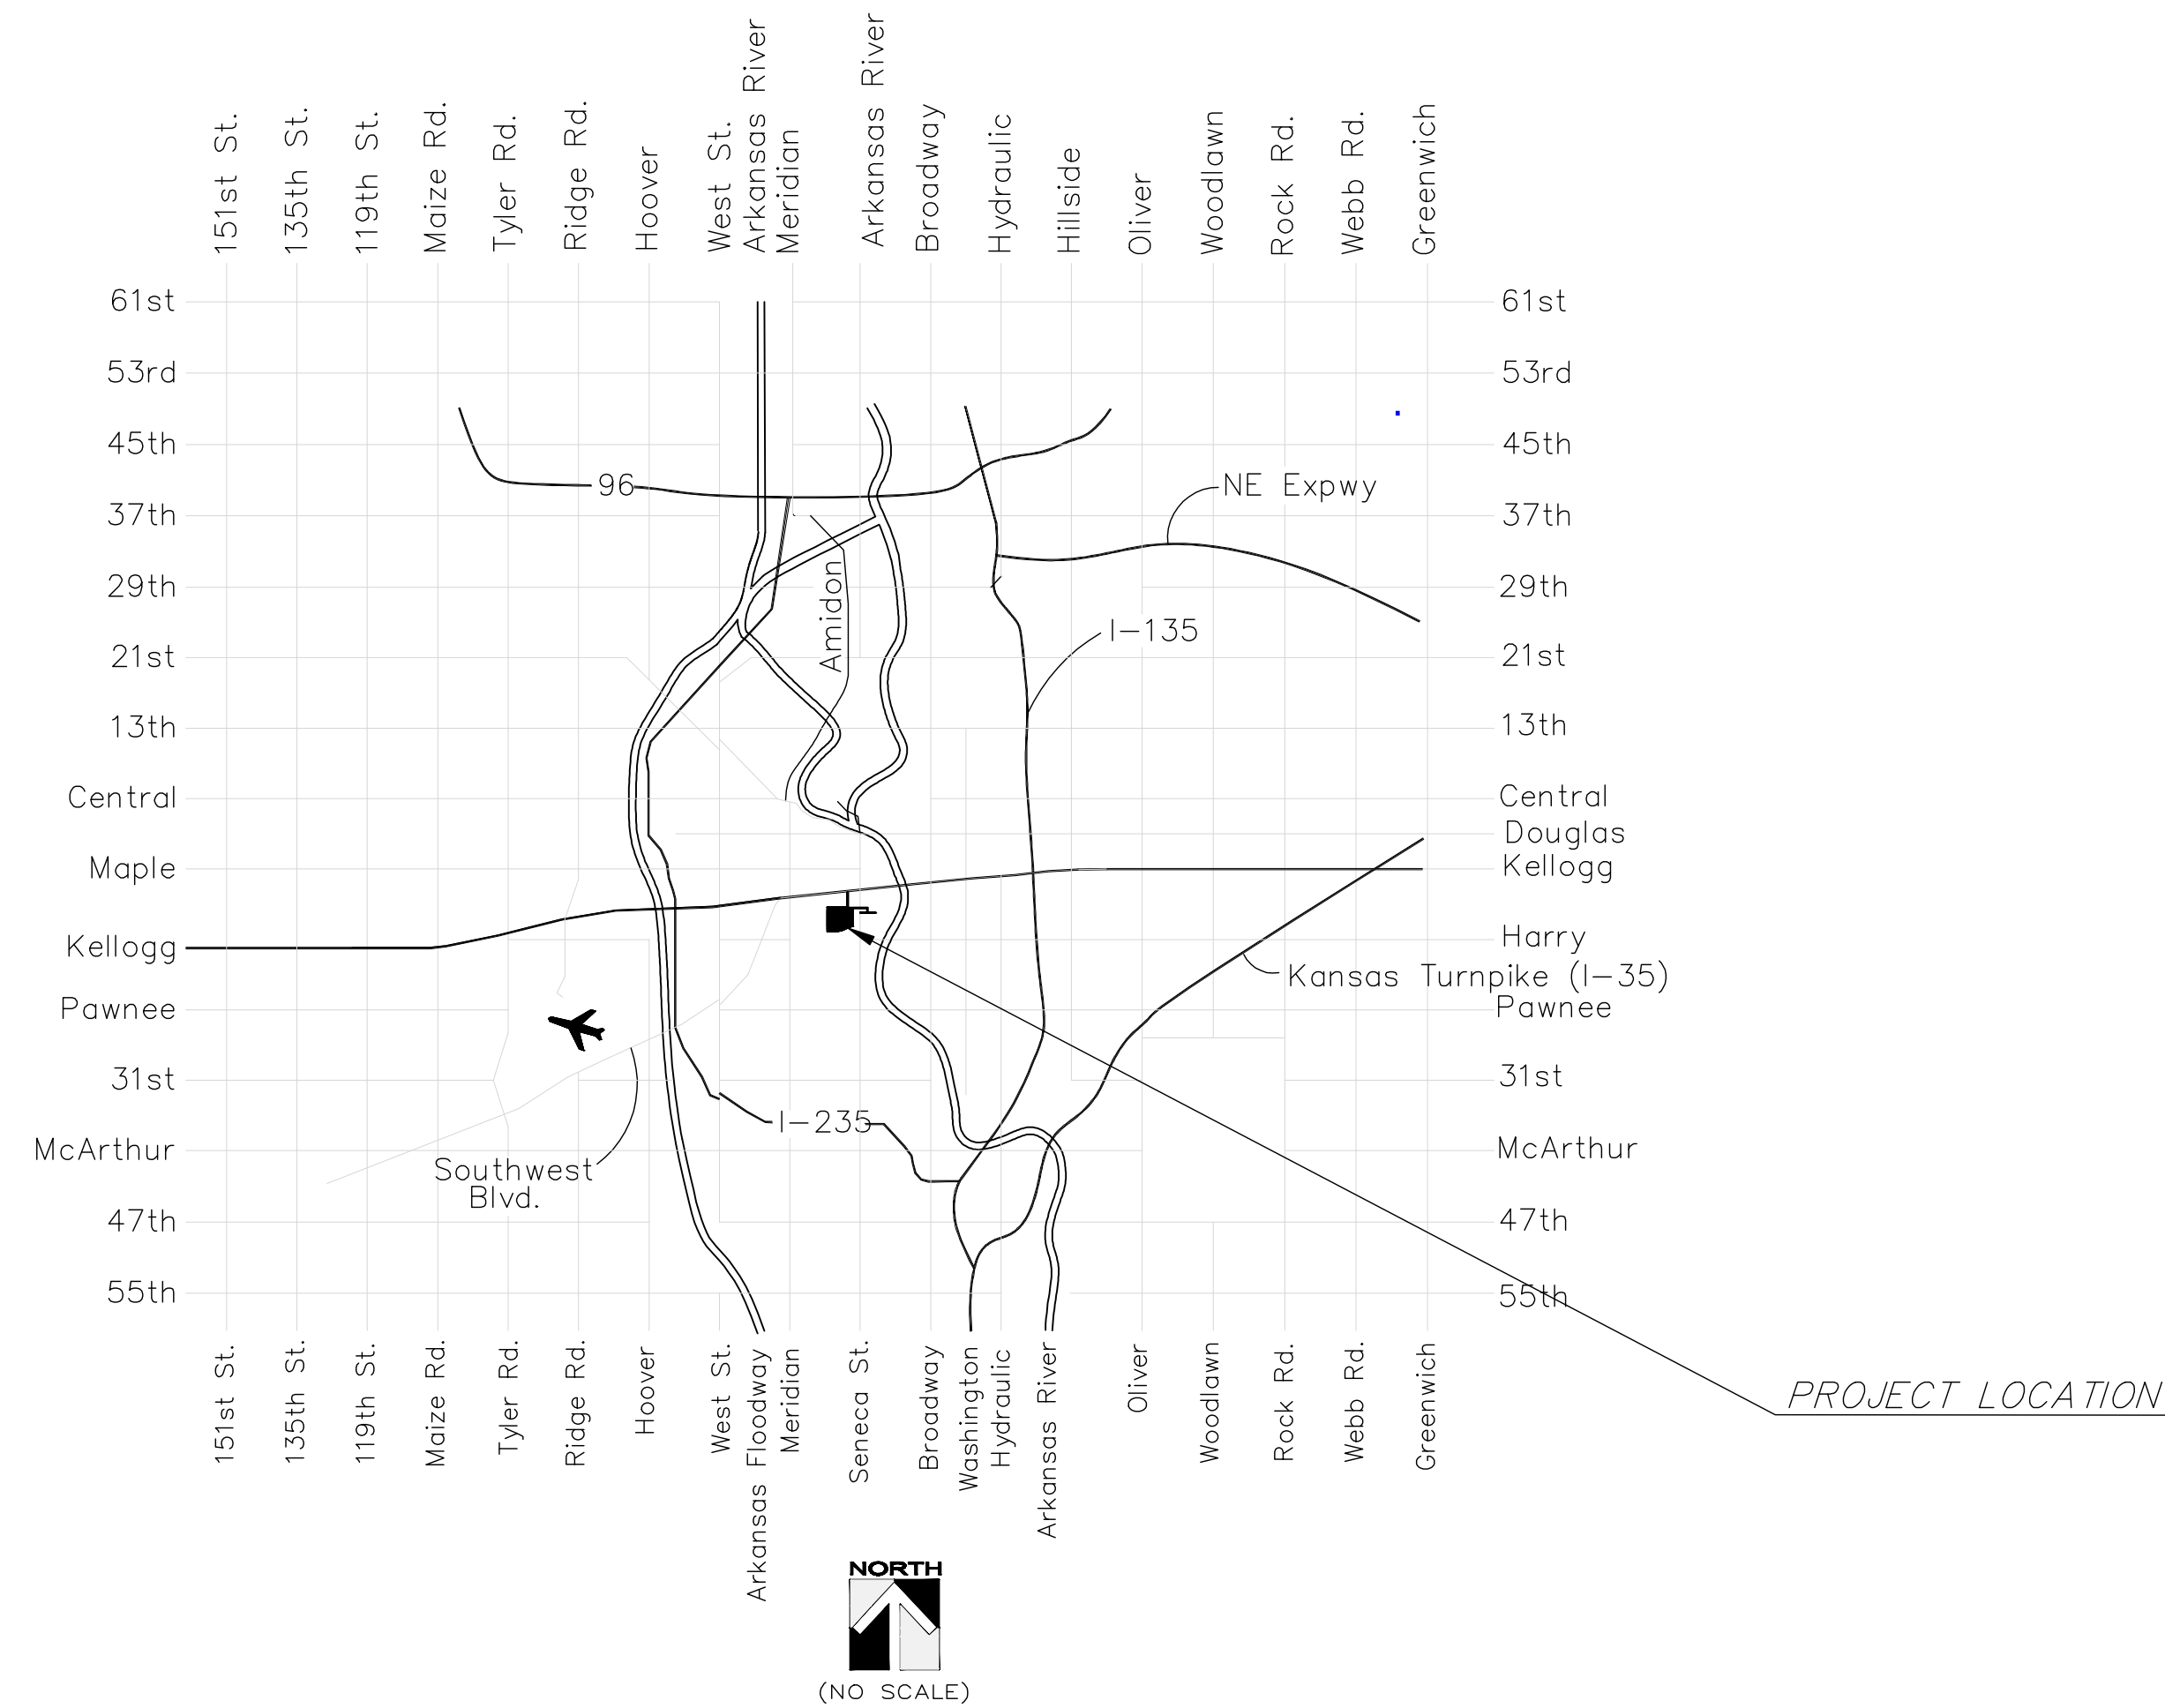 151st St.
135th St.
119th St.
Maize Rd.
Tyler Rd.
Ridge Rd.
Hoover
West St.
Arkansas River
Meridian
Arkansas River
Broadway
Hydraulic
Hillside
Oliver
Woodlawn
Rock Rd.
Webb Rd.
Greenwich
61st
61st
53rd
53rd
45th
45th
96
NE Expwy
37th
37th
29th
29th
Amidon
I-135
21st
21st
13th
13th
Central
Central
Douglas
Maple
Kellogg
Kellogg
Harry
Kansas Turnpike (I-35)
Pawnee
Pawnee
31st
31st
I-235
McArthur
McArthur
Southwest
Blvd.
47th
47th
55th
55th
151st St.
135th St.
119th St.
Maize Rd.
Tyler Rd.
Ridge Rd.
Hoover
West St.
Arkansas Floodway
Meridian
Seneca St.
Broadway
Washington
Hydraulic
Arkansas River
Oliver
Woodlawn
Rock Rd.
Webb Rd.
Greenwich
PROJECT LOCATION
NORTH
(NO SCALE)